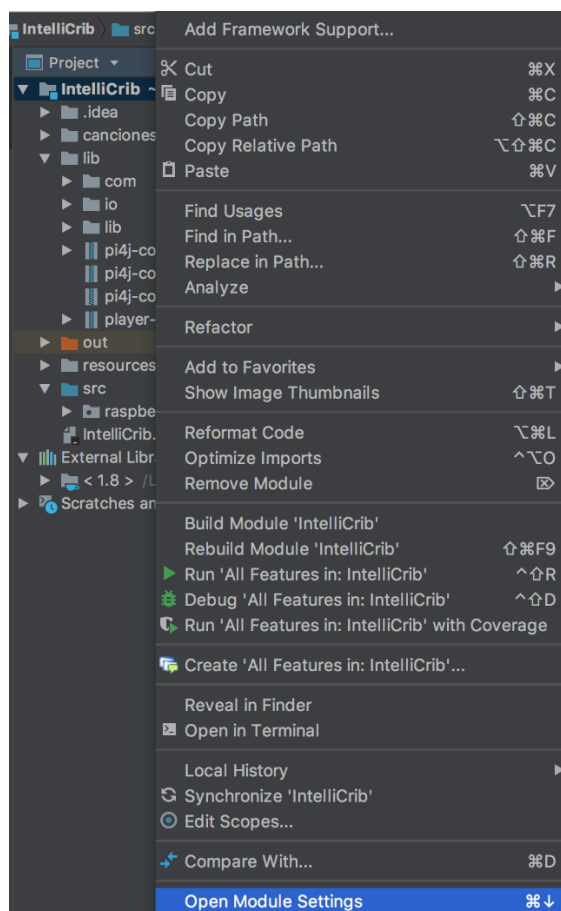 IntelliCrib src
Project
IntelliCrib ~
.idea
canciones
lib
com
io
lib
pi4j-co
pi4j-co
pi4j-co
player-
out
resources
src
raspbe
IntelliCrib.
External Libr
< 1.8 > /L
Scratches an
Add Framework Support...
Cut ⌘X
Copy ⌘C
Copy Path ⇧⌘C
Copy Relative Path ⌥⇧⌘C
Paste ⌘V
Find Usages ⌥F7
Find in Path... ⇧⌘F
Replace in Path... ⇧⌘R
Analyze
Refactor
Add to Favorites
Show Image Thumbnails ⇧⌘T
Reformat Code ⌥⌘L
Optimize Imports ^⌥O
Remove Module ⌦
Build Module 'IntelliCrib'
Rebuild Module 'IntelliCrib' ⇧⌘F9
Run 'All Features in: IntelliCrib' ^⇧R
Debug 'All Features in: IntelliCrib' ^⇧D
Run 'All Features in: IntelliCrib' with Coverage
Create 'All Features in: IntelliCrib'...
Reveal in Finder
Open in Terminal
Local History
Synchronize 'IntelliCrib'
Edit Scopes...
Compare With... ⌘D
Open Module Settings ⌘↓